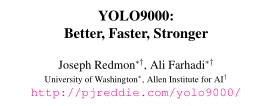 YOLO9000:
Better, Faster, Stronger
Joseph Redmon*†, Ali Farhadi*†
University of Washington*, Allen Institute for AI†
http://pjreddie.com/yolo9000/